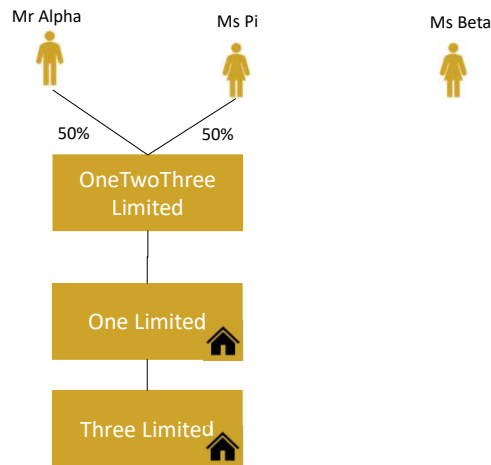 Mr Alpha
Ms Pi
Ms Beta
50%
50%
OneTwoThree
Limited
One Limited
Three Limited